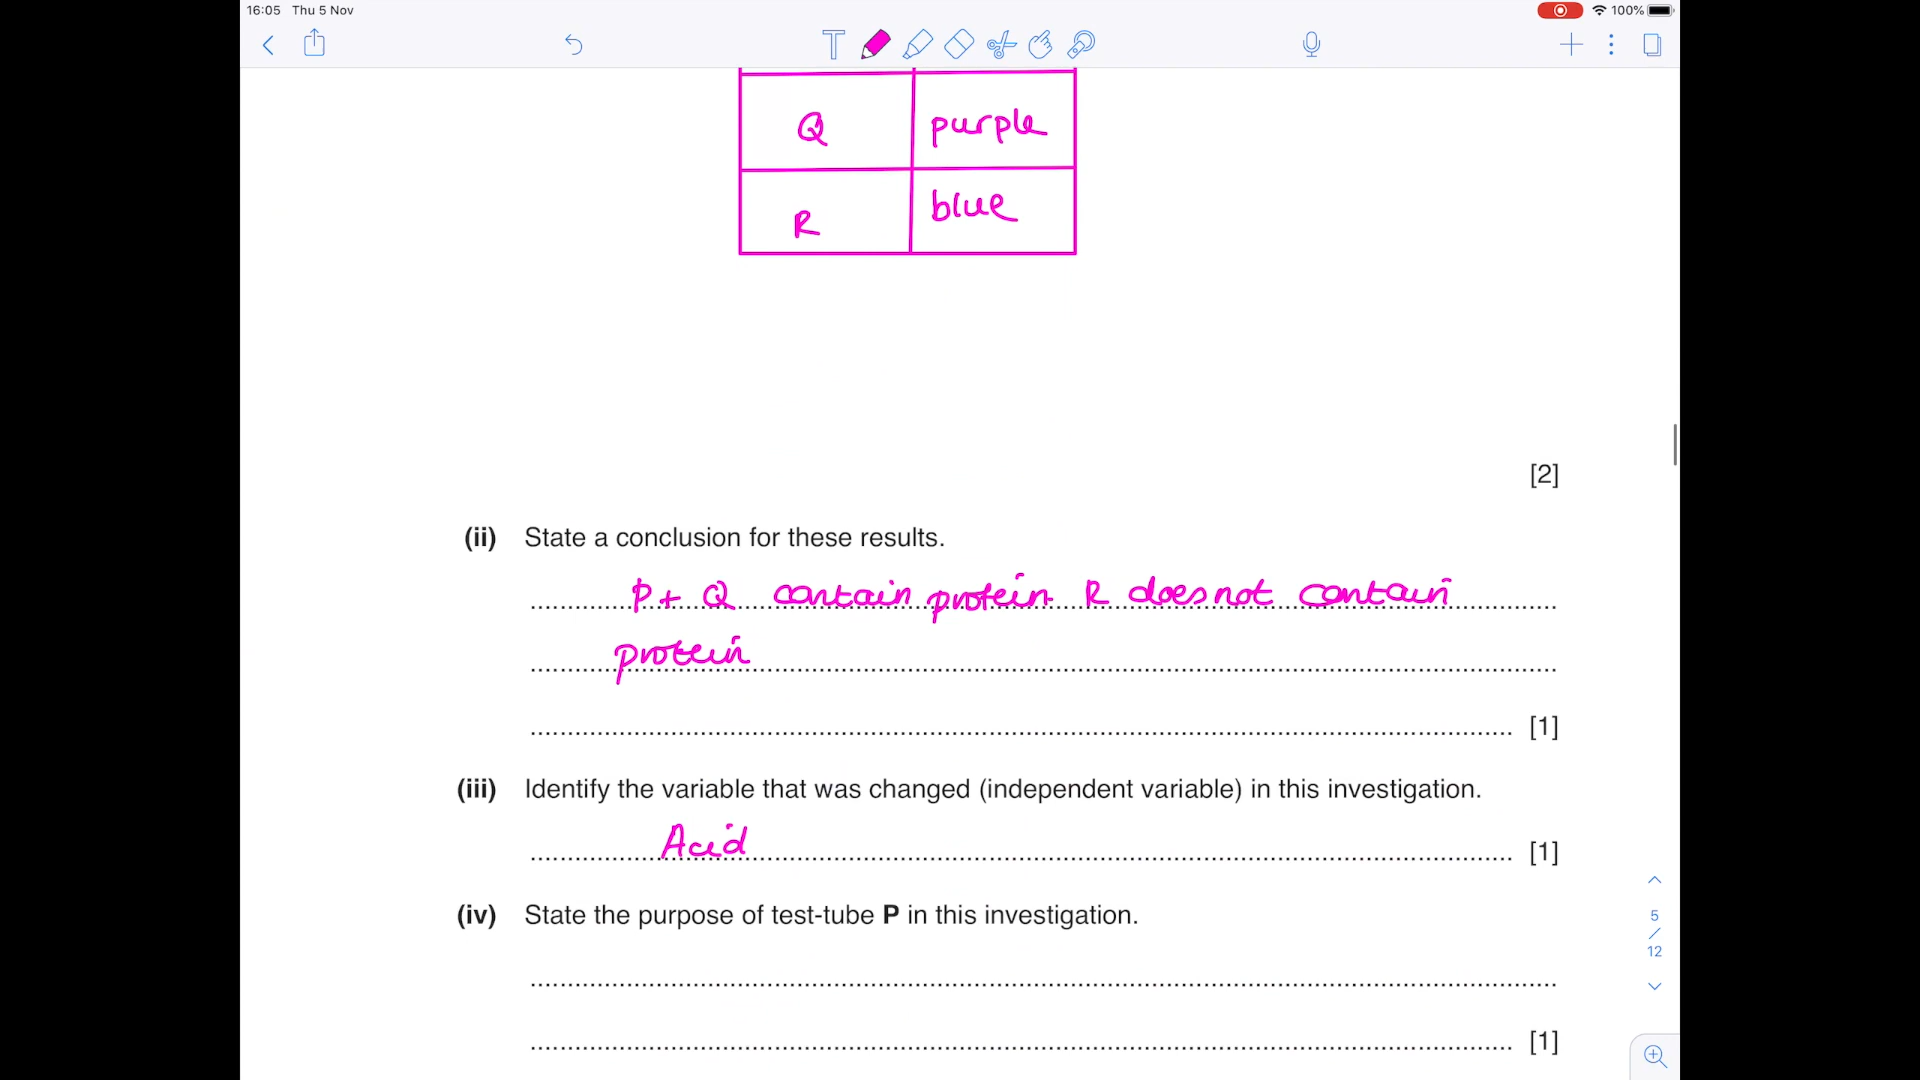 16:05 Thu 5 Nov
100%
T
Q purple
R blue
[2]
(ii) State a conclusion for these results.
P + Q contain protein R does not contain
protein
[1]
(iii) Identify the variable that was changed (independent variable) in this investigation.
Acid
[1]
(iv) State the purpose of test-tube P in this investigation.
5
/
12
[1]